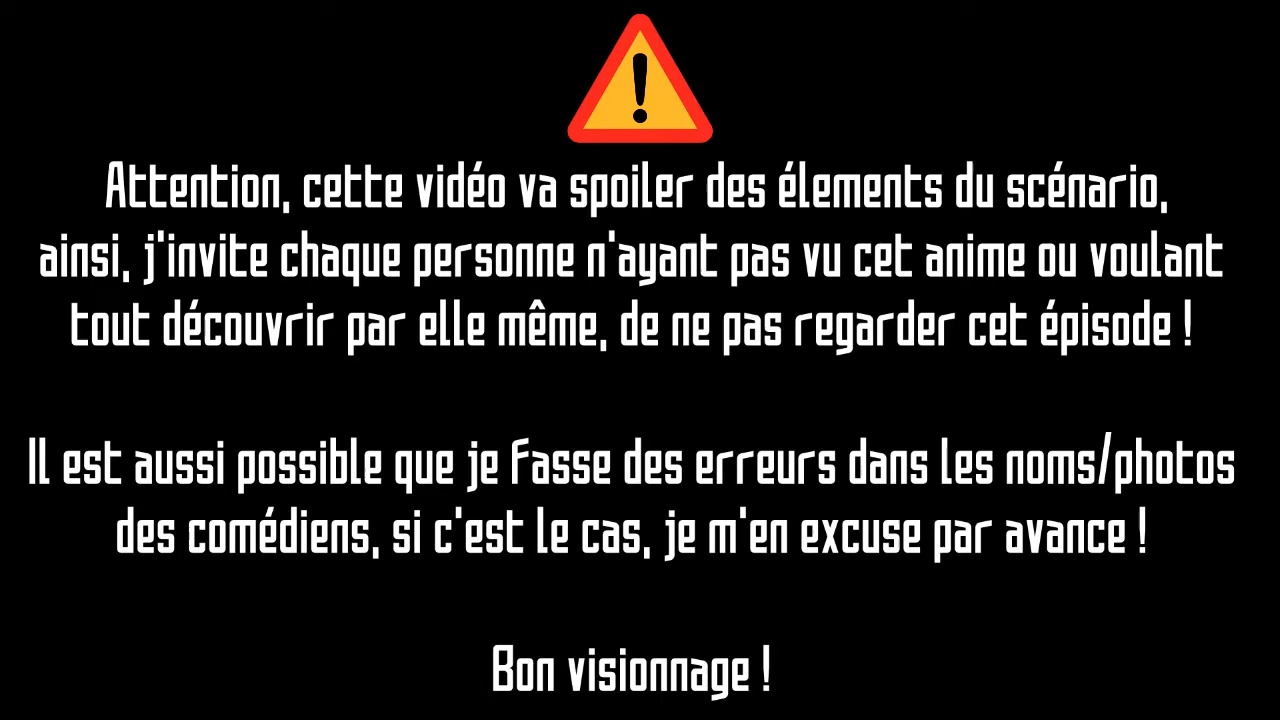 Attention, cette vidéo va spoiler des élements du scénario,
ainsi, j'invite chaque personne n'ayant pas vu cet anime ou voulant
tout découvrir par elle même, de ne pas regarder cet épisode !
Il est aussi possible que je fasse des erreurs dans les noms/photos
des comédiens, si c'est le cas, je m'en excuse par avance !
Bon visionnage !